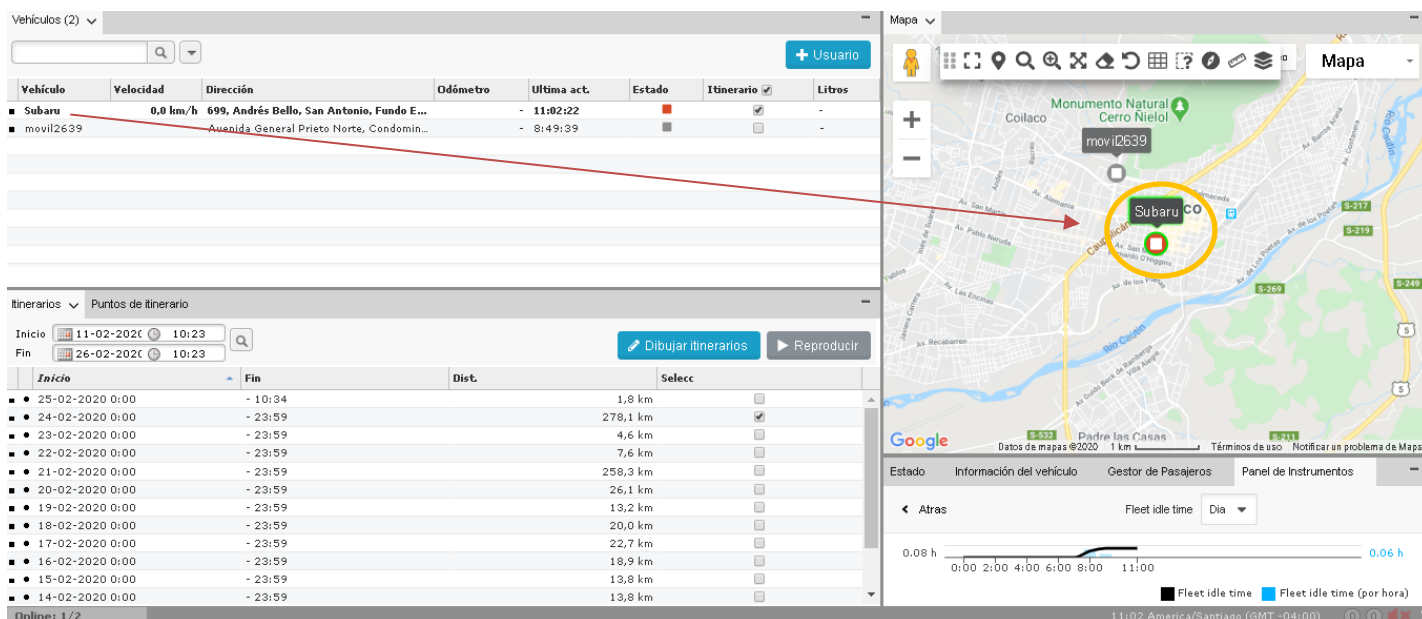 Vehículos (2)
+ Usuario
Vehículo Velocidad Dirección Odómetro Ultima act. Estado Itinerario Litros
Subaru 0,0 km/h 699, Andrés Bello, San Antonio, Fundo E... - 11:02:22 -
movil2639 Avenida General Prieto Norte, Condomin... - 8:49:39 -
Itinerarios Puntos de itinerario
Inicio 11-02-202( 10:23
Fin 26-02-202( 10:23
Dibujar itinerarios Reproducir
Inicio Fin Dist. Selecc
25-02-2020 0:00 - 10:34 1,8 km
24-02-2020 0:00 - 23:59 278,1 km
23-02-2020 0:00 - 23:59 4,6 km
22-02-2020 0:00 - 23:59 7,6 km
21-02-2020 0:00 - 23:59 258,3 km
20-02-2020 0:00 - 23:59 26,1 km
19-02-2020 0:00 - 23:59 13,2 km
18-02-2020 0:00 - 23:59 20,0 km
17-02-2020 0:00 - 23:59 22,7 km
16-02-2020 0:00 - 23:59 18,9 km
15-02-2020 0:00 - 23:59 13,8 km
14-02-2020 0:00 - 23:59 13,8 km
Online: 1/2
Mapa
Mapa
+
−
Monumento Natural
Cerro Ñielol
Coilaco
movil2639
Subaru
CO
Av. Alemania
Av. San Martín
Av. Pablo Neruda
Av. Las Encinas
Av. Recabarren
Av. de los Poetas
Río Cautín
S-217
S-219
S-269
S-249
5
5
S-532
S-211
Padre las Casas
Google
Datos de mapas ©2020 1 km Términos de uso Notificar un problema de Maps
Estado Información del vehículo Gestor de Pasajeros Panel de Instrumentos
Atras Fleet idle time Dia
0.08 h 0.06 h
0:00 2:00 4:00 6:00 8:00 11:00
Fleet idle time Fleet idle time (por hora)
11:02 America/Santiago (GMT -04:00) 0 0